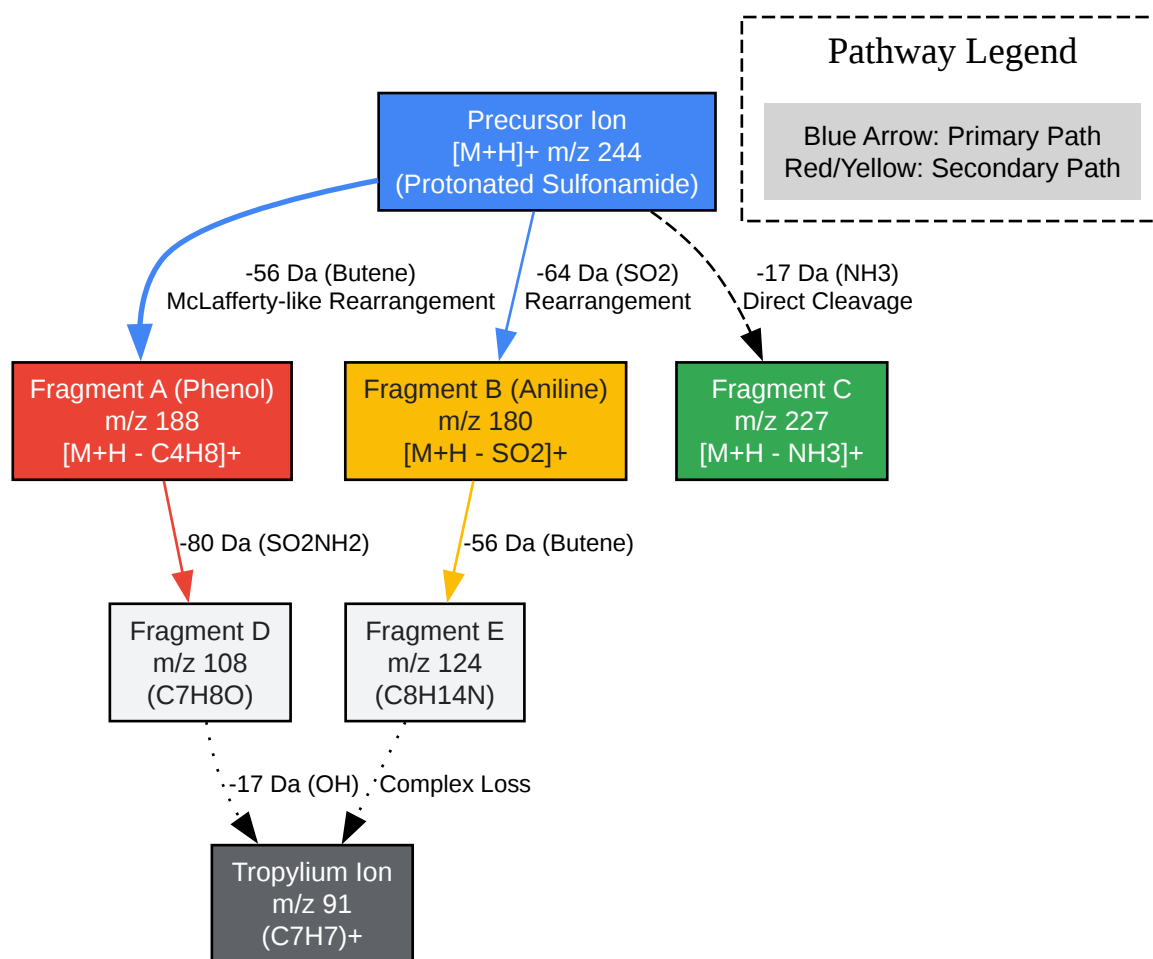 Pathway Legend
Blue Arrow: Primary Path
Red/Yellow: Secondary Path
Precursor Ion
[M+H]+ m/z 244
(Protonated Sulfonamide)
-56 Da (Butene)
McLafferty-like Rearrangement
-64 Da (SO2)
Rearrangement
-17 Da (NH3)
Direct Cleavage
Fragment A (Phenol)
m/z 188
[M+H - C4H8]+
Fragment B (Aniline)
m/z 180
[M+H - SO2]+
Fragment C
m/z 227
[M+H - NH3]+
-80 Da (SO2NH2)
-56 Da (Butene)
Fragment D
m/z 108
(C7H8O)
Fragment E
m/z 124
(C8H14N)
-17 Da (OH)
Complex Loss
Tropylium Ion
m/z 91
(C7H7)+